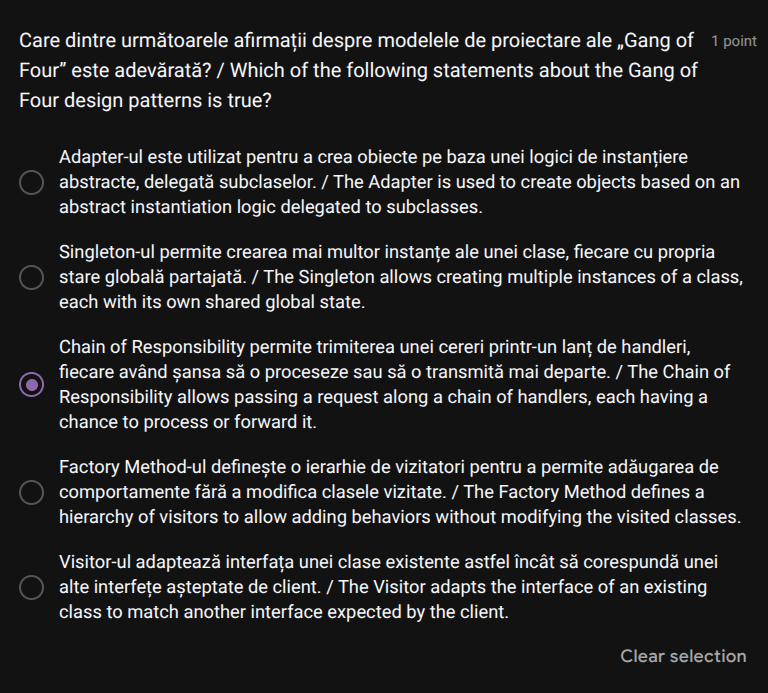 Care dintre următoarele afirmații despre modelele de proiectare ale „Gang of
1 point
Four” este adevărată? / Which of the following statements about the Gang of
Four design patterns is true?
Adapter-ul este utilizat pentru a crea obiecte pe baza unei logici de instanțiere
abstracte, delegată subclaselor. / The Adapter is used to create objects based on an
abstract instantiation logic delegated to subclasses.
Singleton-ul permite crearea mai multor instanțe ale unei clase, fiecare cu propria
stare globală partajată. / The Singleton allows creating multiple instances of a class,
each with its own shared global state.
Chain of Responsibility permite trimiterea unei cereri printr-un lanț de handleri,
fiecare având șansa să o proceseze sau să o transmită mai departe. / The Chain of
Responsibility allows passing a request along a chain of handlers, each having a
chance to process or forward it.
Factory Method-ul definește o ierarhie de vizitatori pentru a permite adăugarea de
comportamente fără a modifica clasele vizitate. / The Factory Method defines a
hierarchy of visitors to allow adding behaviors without modifying the visited classes.
Visitor-ul adaptează interfața unei clase existente astfel încât să corespundă unei
alte interfețe așteptate de client. / The Visitor adapts the interface of an existing
class to match another interface expected by the client.
Clear selection